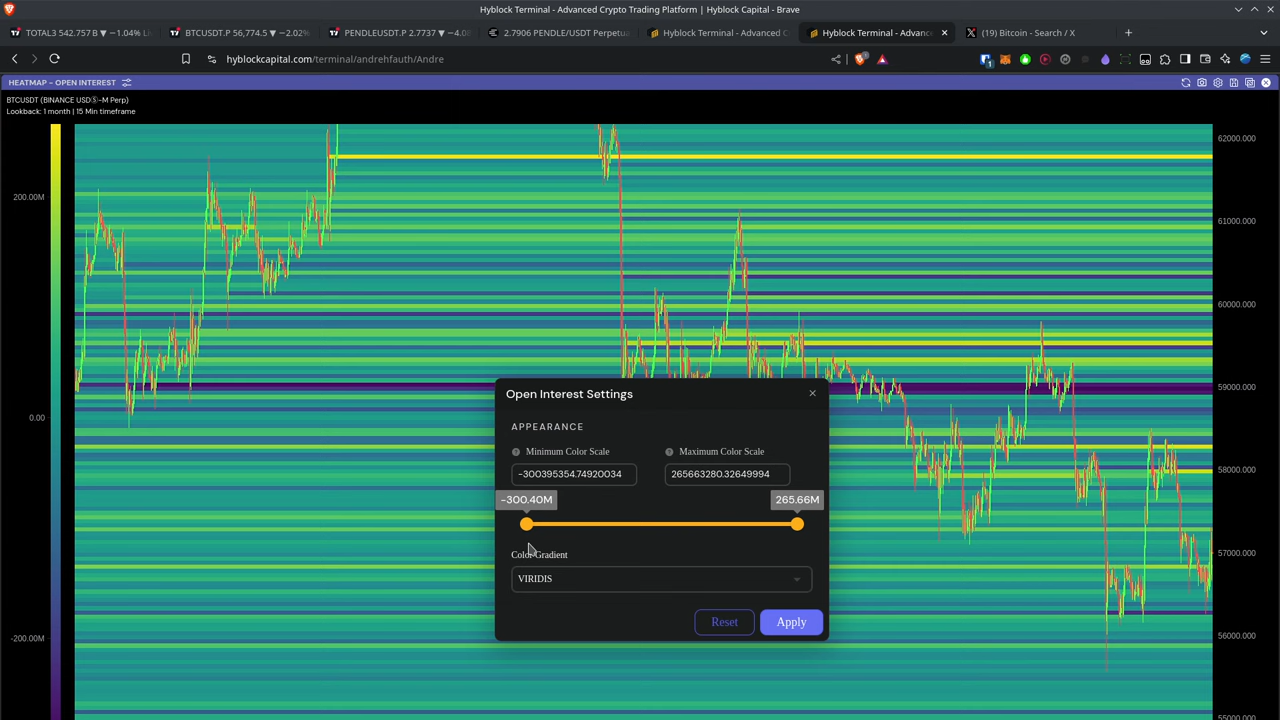 Hyblock Terminal - Advanced Crypto Trading Platform | Hyblock Capital - Brave
TOTAL3 542.757 B ▼ −1.04%
BTCUSDT.P 56,774.5 ▼ −2.02%
PENDLEUSDT.P 2.7737 ▼ −4.0
2.7906 PENDLE/USDT Perpetu
Hyblock Terminal - Advanced C
Hyblock Terminal - Advanc
(19) Bitcoin - Search / X
hyblockcapital.com/terminal/andrehfauth/Andre
HEATMAP - OPEN INTEREST
BTCUSDT (BINANCE USDⓈ-M Perp)
Lookback: 1 month | 15 Min timeframe
200.00M
0.00
-200.00M
62000.000
61000.000
60000.000
59000.000
58000.000
57000.000
56000.000
55000.000
Open Interest Settings
APPEARANCE
Minimum Color Scale
Maximum Color Scale
-300395354.74920034
265663280.32649994
-300.40M
265.66M
Color Gradient
VIRIDIS
Reset
Apply